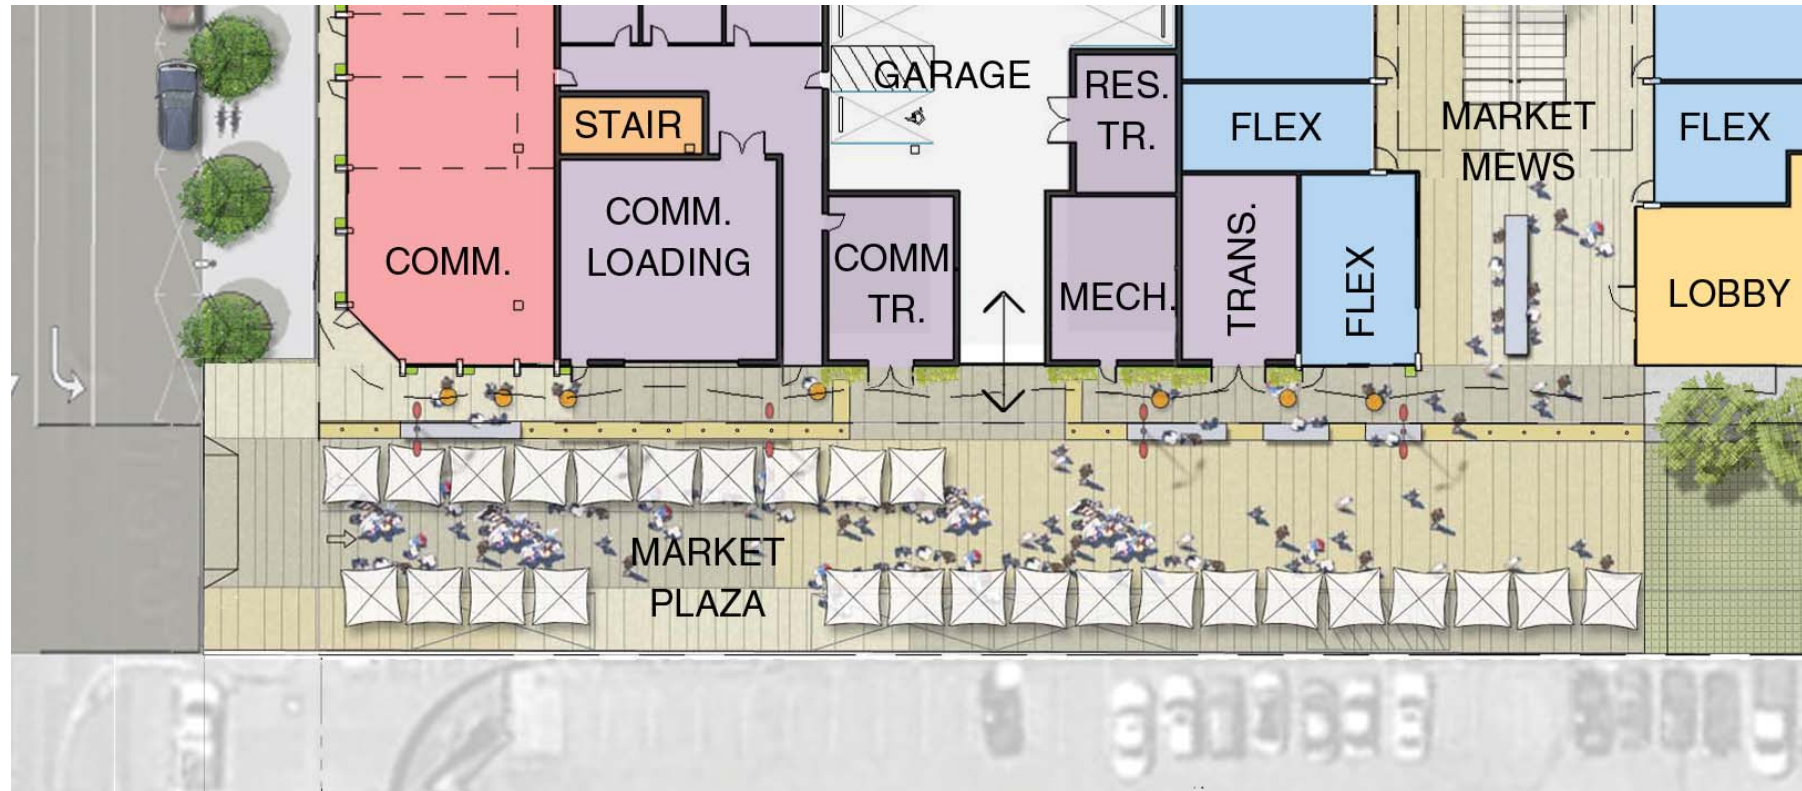 GARAGE
RES.
TR.
STAIR
FLEX
MARKET
MEWS
FLEX
COMM.
COMM.
LOADING
COMM.
TR.
MECH.
TRANS.
FLEX
LOBBY
MARKET
PLAZA